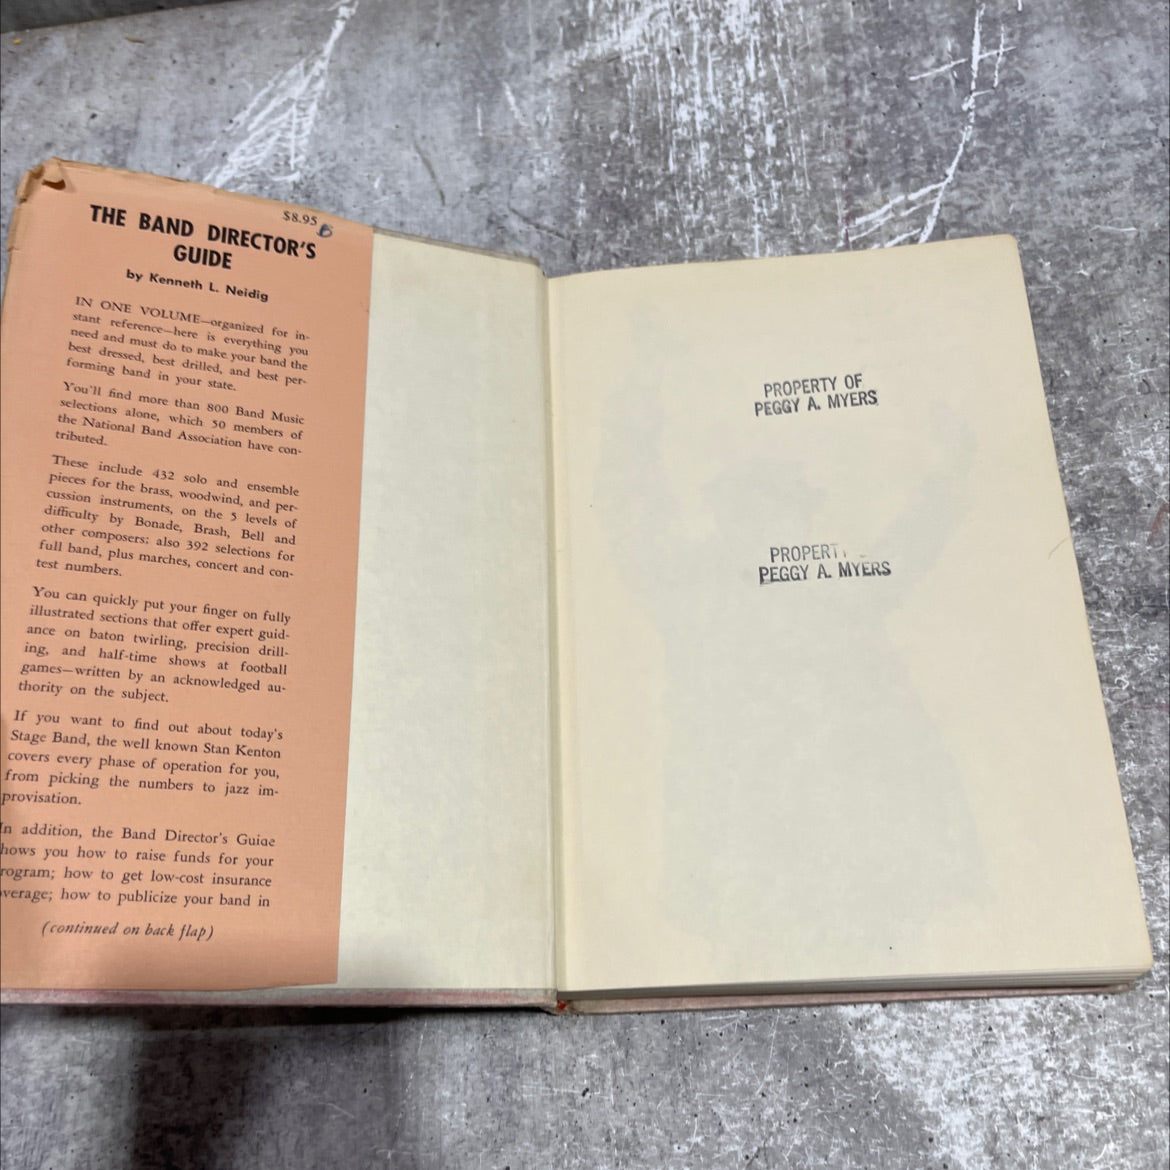 $8.95
THE BAND DIRECTOR'S
GUIDE
by Kenneth L. Neidig
IN ONE VOLUME—organized for in-
stant reference—here is everything you
need and must do to make your band the
best dressed, best drilled, and best per-
forming band in your state.
You'll find more than 800 Band Music
selections alone, which 50 members of
the National Band Association have con-
tributed.
These include 432 solo and ensemble
pieces for the brass, woodwind, and per-
cussion instruments, on the 5 levels of
difficulty by Bonade, Brash, Bell and
other composers; also 392 selections for
full band, plus marches, concert and con-
test numbers.
You can quickly put your finger on fully
illustrated sections that offer expert guid-
ance on baton twirling, precision drill-
ing, and half-time shows at football
games—written by an acknowledged au-
thority on the subject.
If you want to find out about today's
Stage Band, the well known Stan Kenton
covers every phase of operation for you,
from picking the numbers to jazz im-
provisation.
In addition, the Band Director's Guide
hows you how to raise funds for your
rogram; how to get low-cost insurance
verage; how to publicize your band in
(continued on back flap)
PROPERTY OF
PEGGY A. MYERS
PROPERT
PEGGY A. MYERS